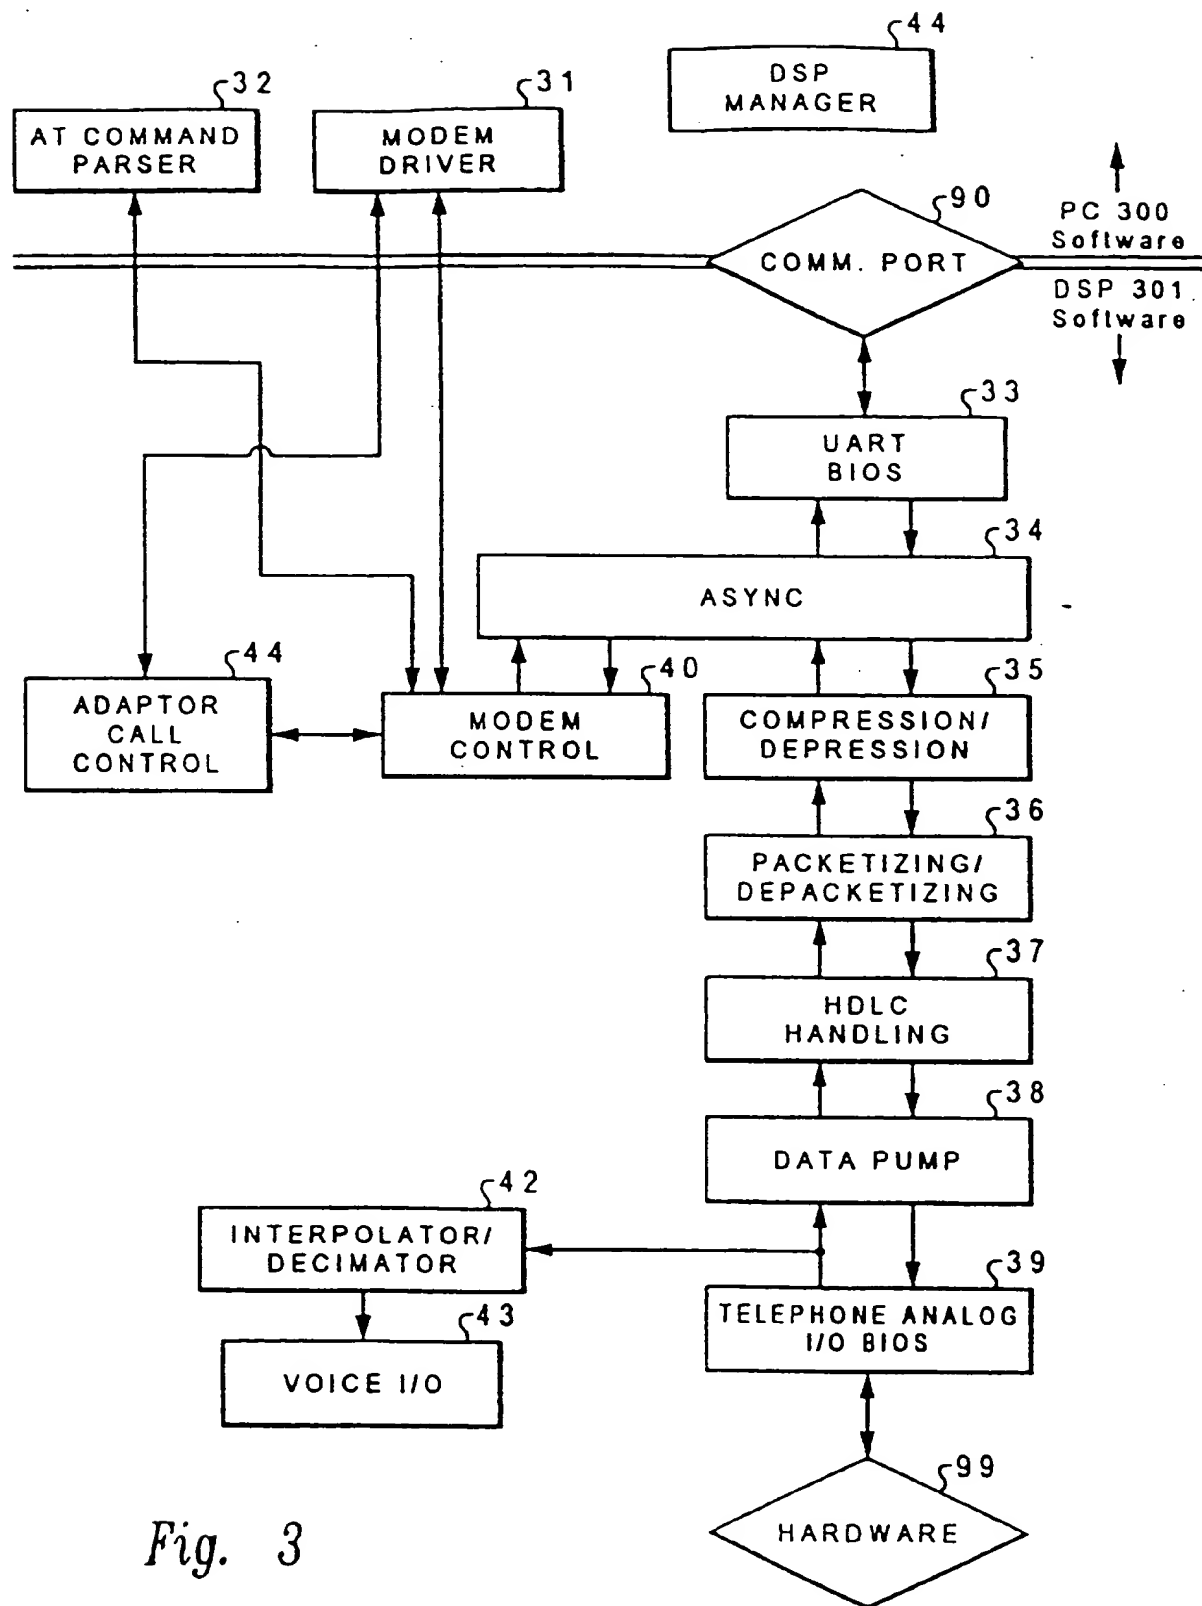 44
DSP
MANAGER
32
AT COMMAND
PARSER
31
MODEM
DRIVER
90
COMM. PORT
PC 300
Software
DSP 301
Software
33
UART
BIOS
34
ASYNC
44
ADAPTOR
CALL
CONTROL
40
MODEM
CONTROL
35
COMPRESSION/
DEPRESSION
36
PACKETIZING/
DEPACKETIZING
37
HDLC
HANDLING
38
DATA PUMP
42
INTERPOLATOR/
DECIMATOR
39
TELEPHONE ANALOG
I/O BIOS
43
VOICE I/O
99
HARDWARE
Fig. 3